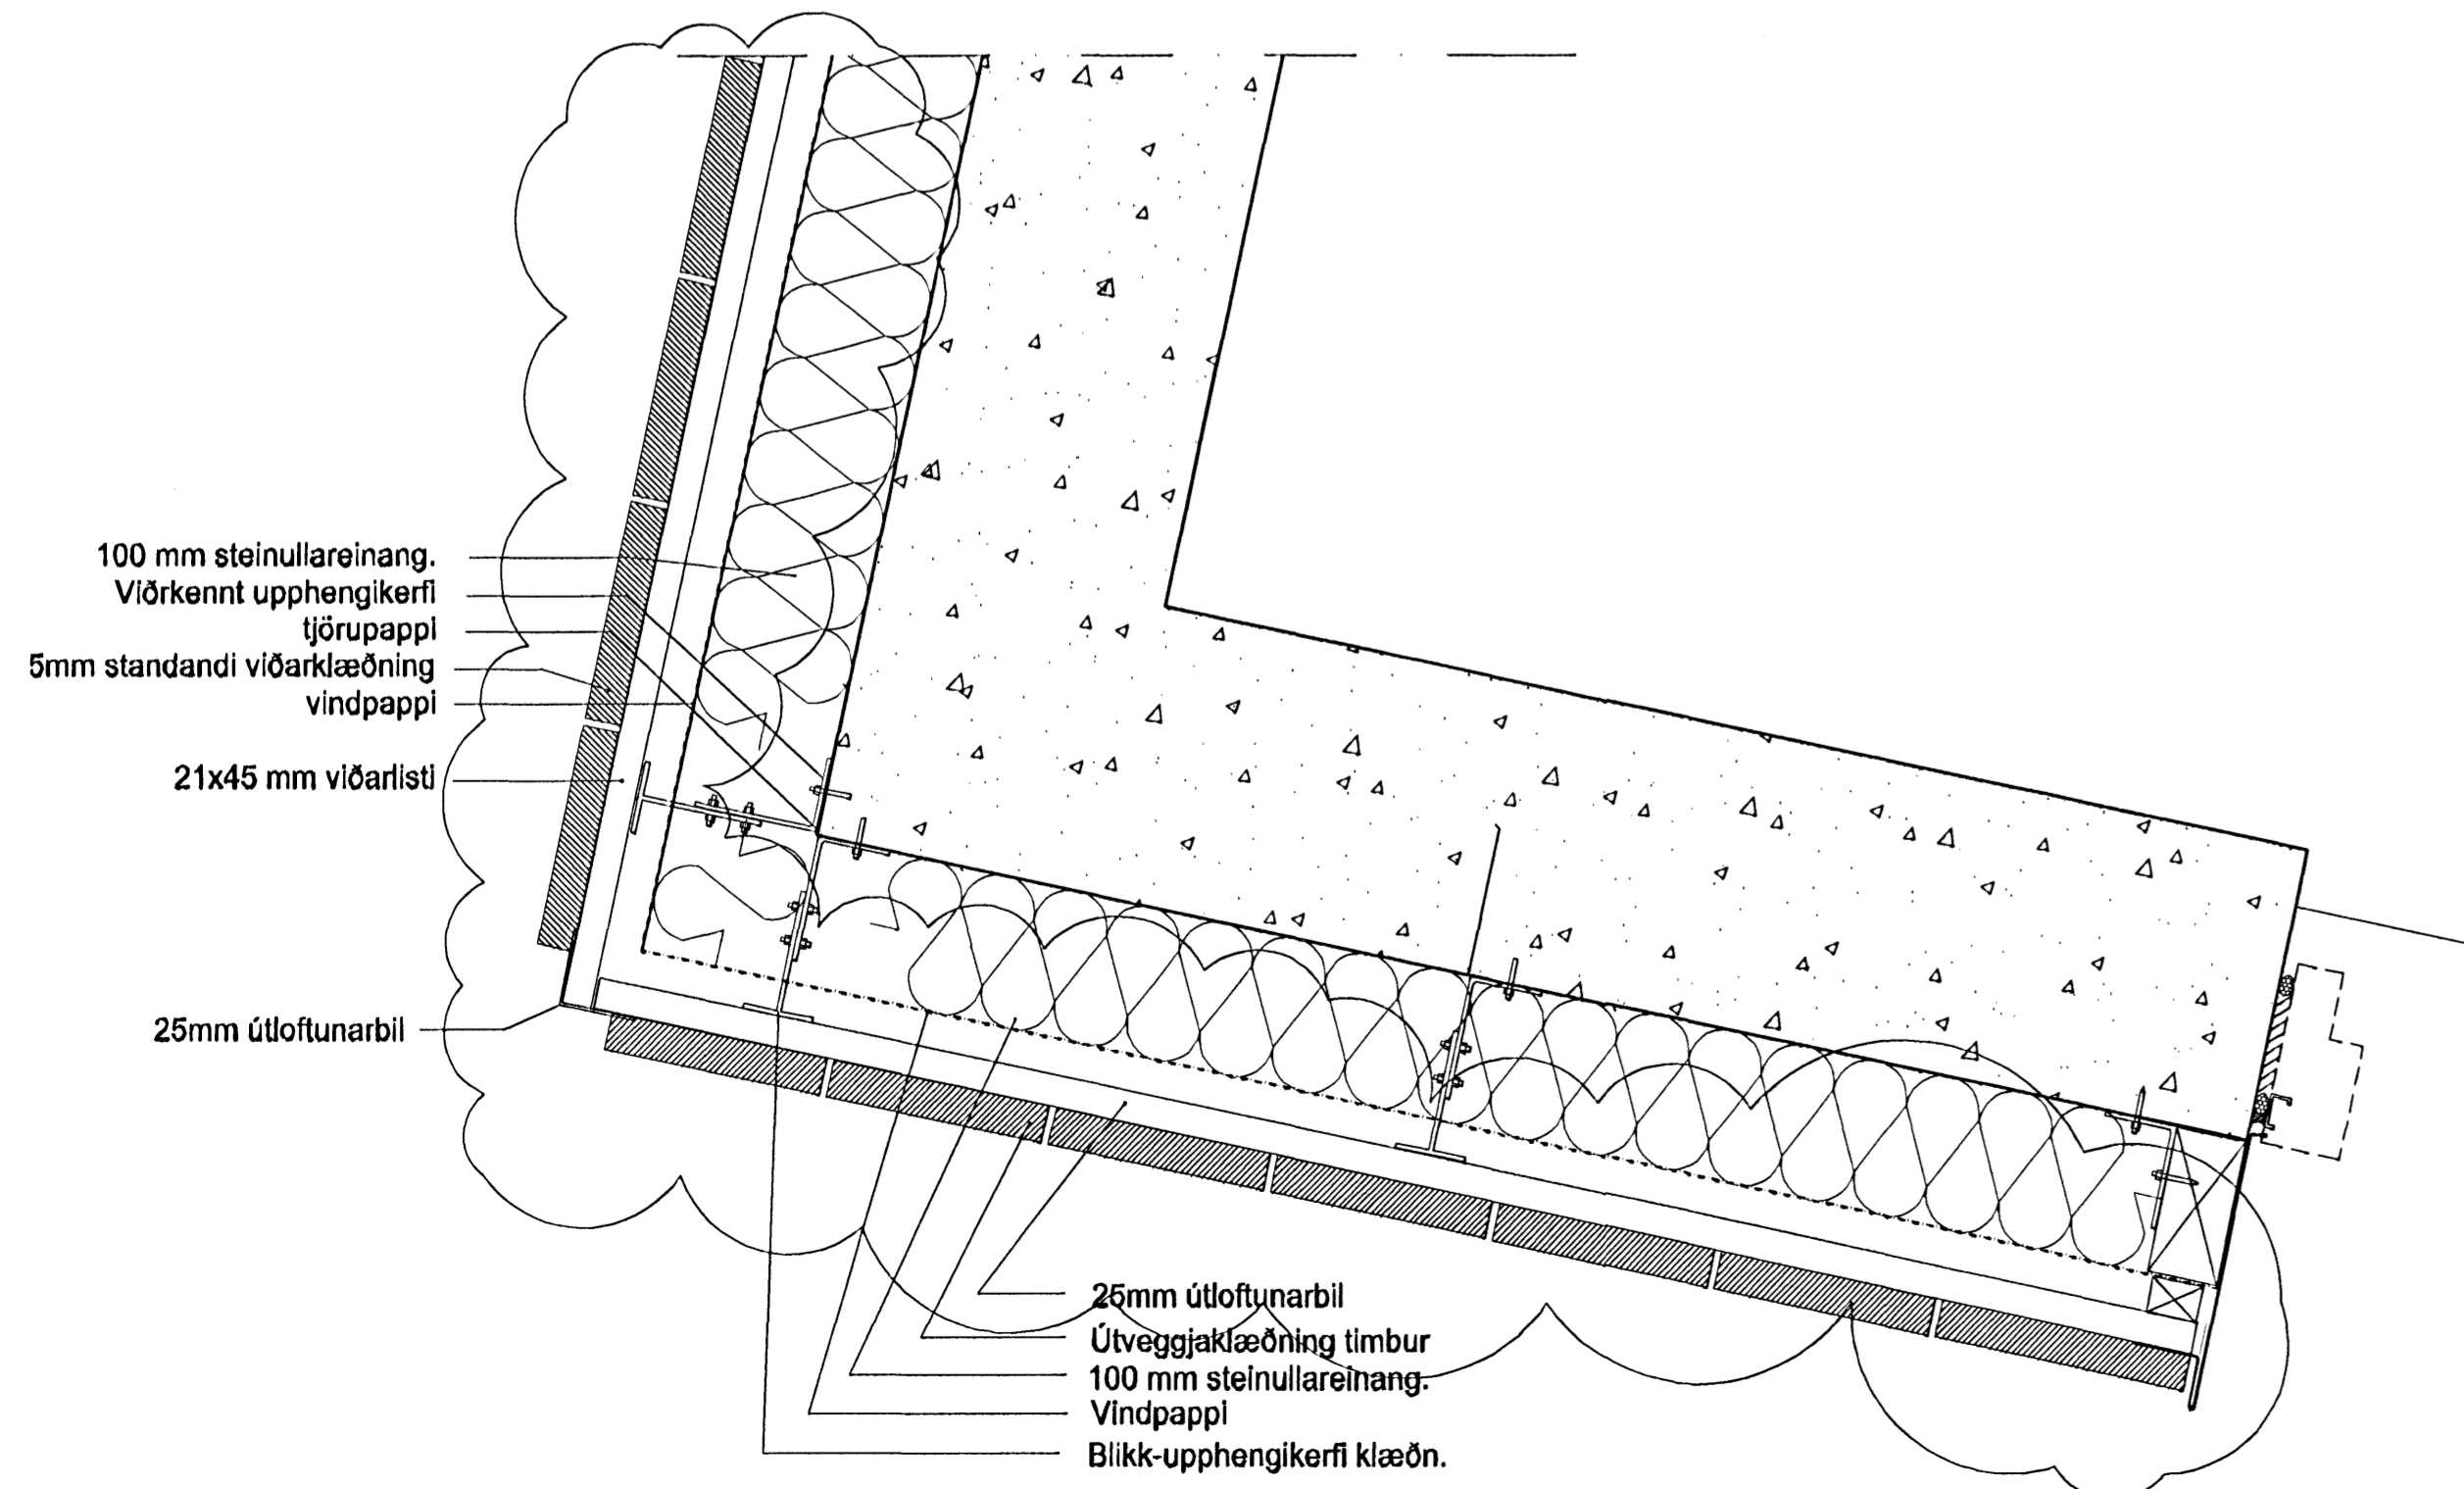 100 mm steinullareinang.
Viðrkennt upphengikerfi
tjörupappi
5mm standandi viðarklæðning
vindpappi
21x45 mm viðarlisti
25mm útloftunarbil
25mm útloftunarbil
Útveggjaklæðning timbur
100 mm steinullareinang.
Vindpappi
Blikk-upphengikerfi klæðn.